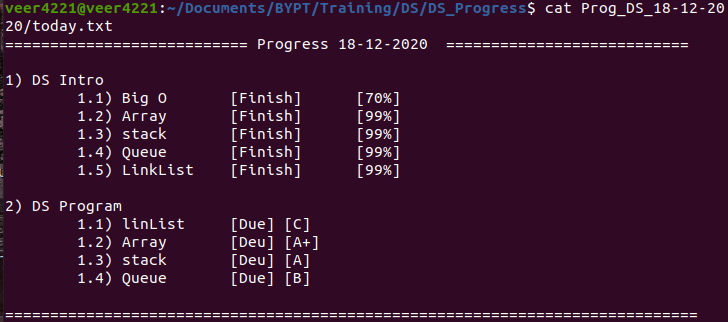 veer4221@veer4221:~/Documents/BYPT/Training/DS/DS_Progress$ cat Prog_DS_18-12-20
20/today.txt
=========================== Progress 18-12-2020  ===========================
1) DS Intro
1.1) Big O [Finish] [70%]
1.2) Array [Finish] [99%]
1.3) stack [Finish] [99%]
1.4) Queue [Finish] [99%]
1.5) LinkList [Finish] [99%]
2) DS Program
1.1) linList [Due] [C]
1.2) Array [Deu] [A+]
1.3) stack [Deu] [A]
1.4) Queue [Due] [B]
=============================================================================